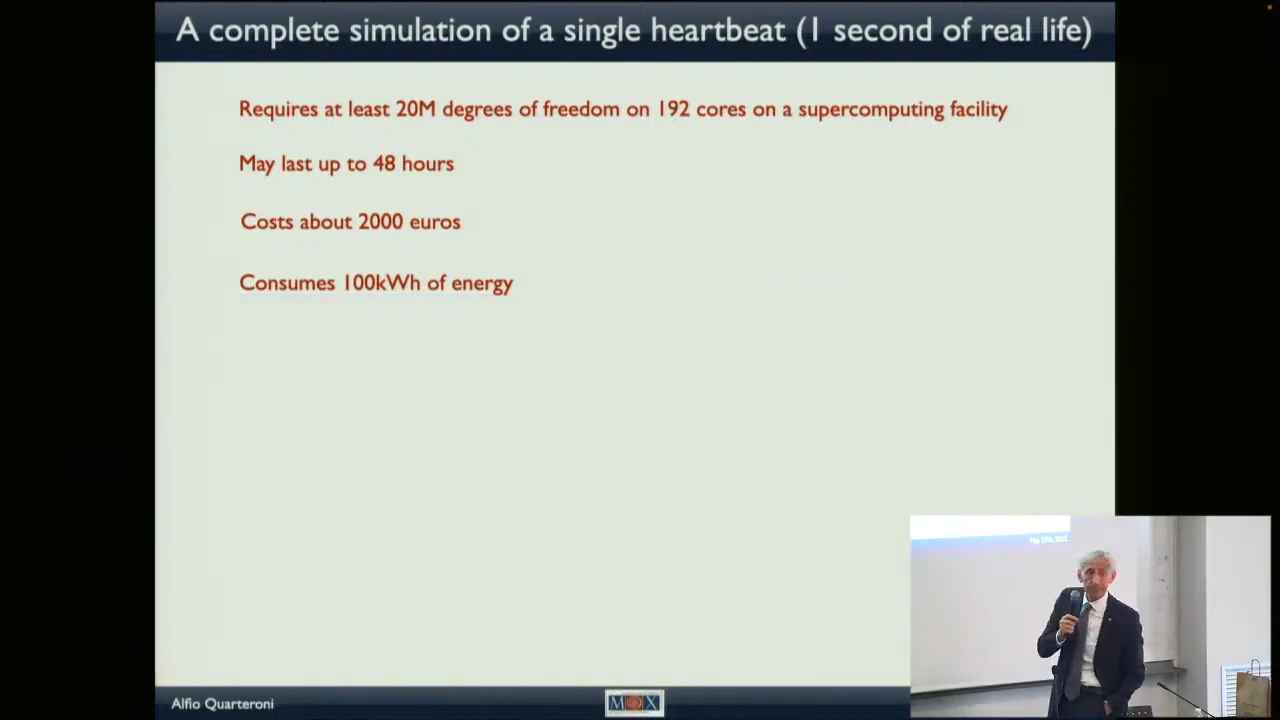 A complete simulation of a single heartbeat (1 second of real life)
Requires at least 20M degrees of freedom on 192 cores on a supercomputing facility
May last up to 48 hours
Costs about 2000 euros
Consumes 100kWh of energy
Alfio Quarteroni
MOX